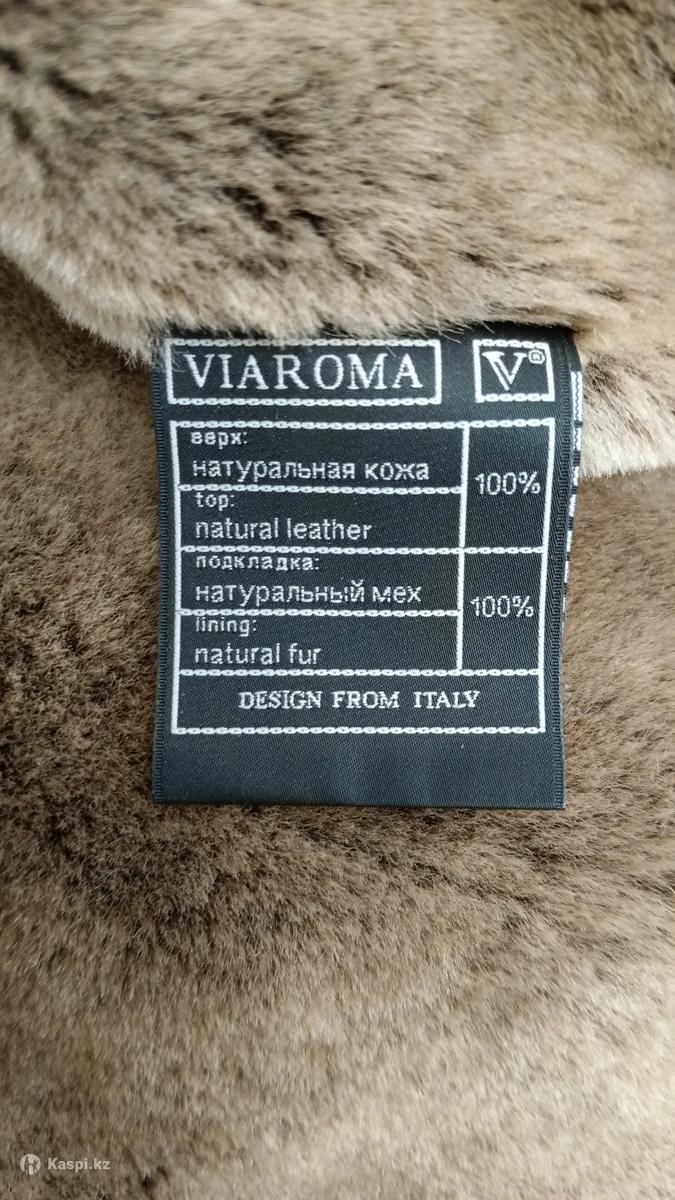 VIAROMA V®
верх:
натуральная кожа
100%
top:
natural leather
подкладка:
натуральный мех
100%
lining:
natural fur
DESIGN FROM ITALY
Kaspi.kz